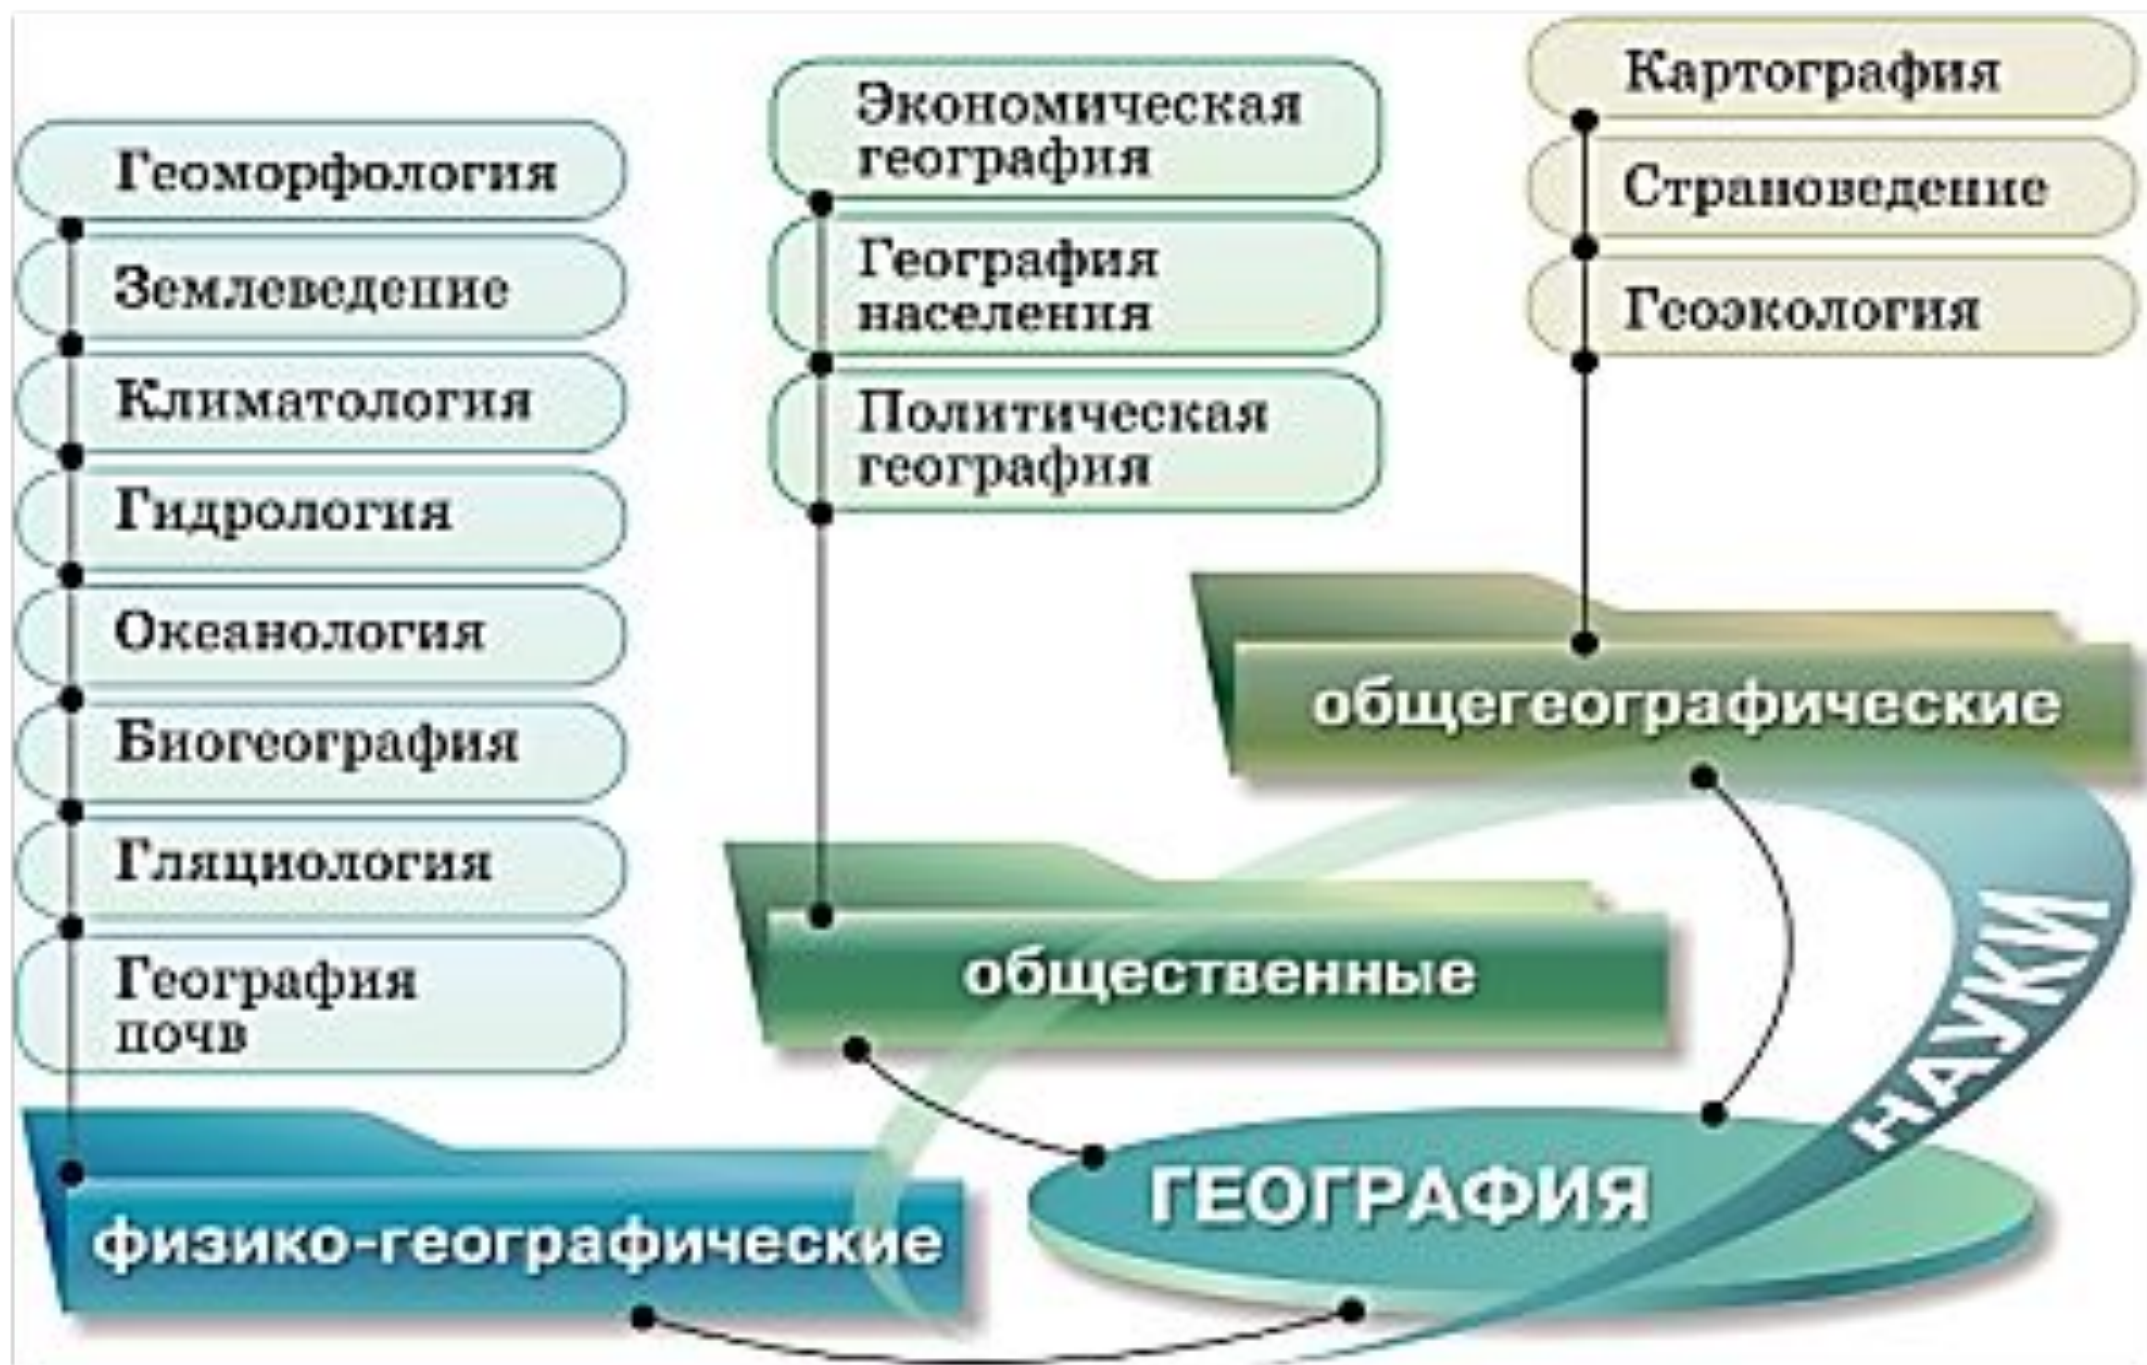 Геоморфология
Землеведение
Климатология
Гидрология
Океанология
Биогеография
Гляциология
География
почв
физико-географические
Экономическая
география
География
населения
Политическая
география
общественные
Картография
Страноведение
Геоэкология
общегеографические
НАУКИ
ГЕОГРАФИЯ